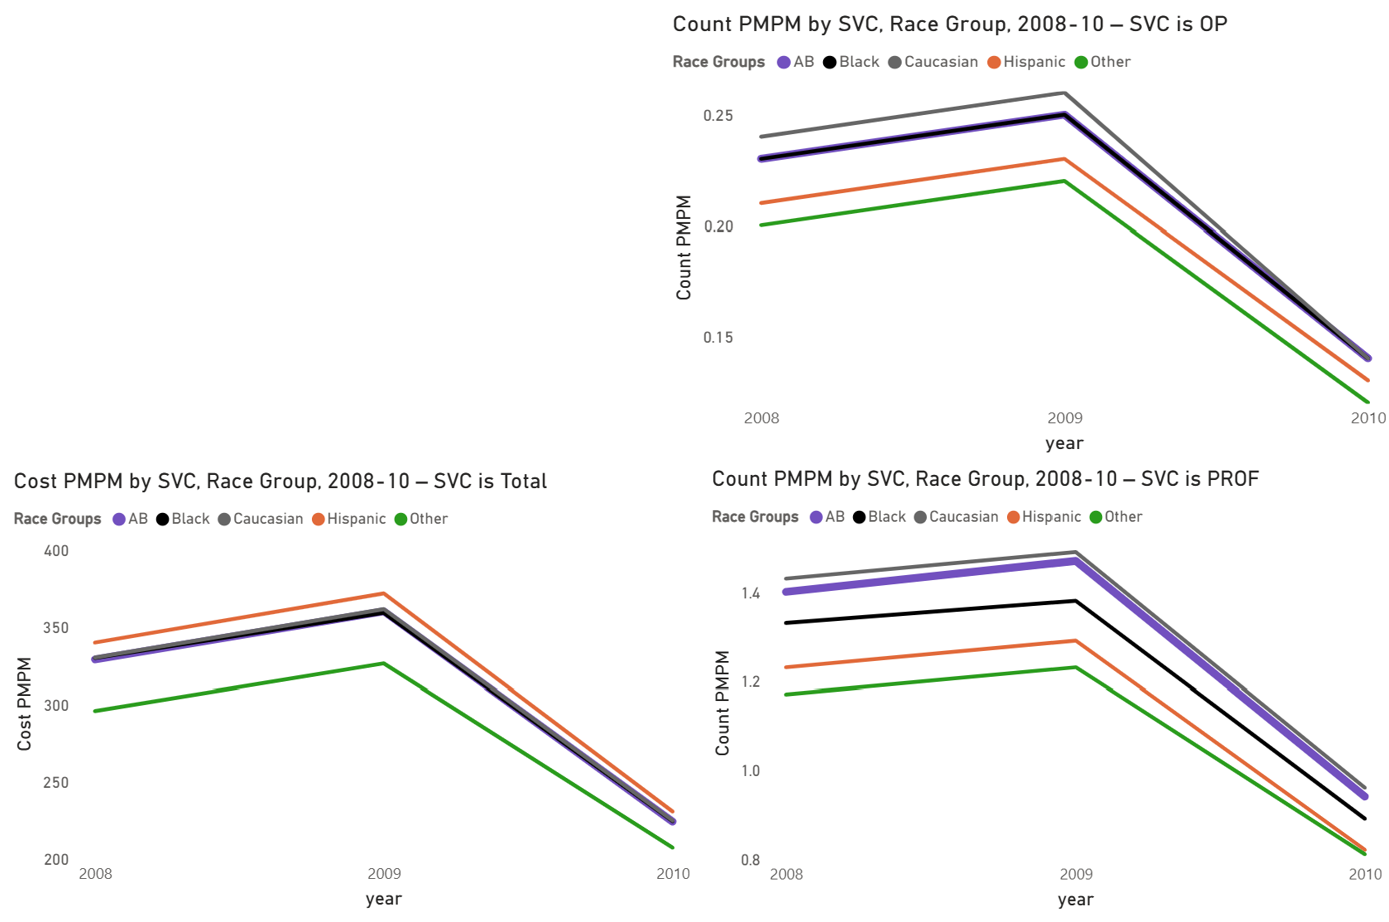 Count PMPM by SVC, Race Group, 2008-10 – SVC is OP
Race Groups AB Black Caucasian Hispanic Other
0.25
0.20
0.15
Count PMPM
2008 2009 2010
year
Cost PMPM by SVC, Race Group, 2008-10 – SVC is Total
Race Groups AB Black Caucasian Hispanic Other
400
350
300
250
200
Cost PMPM
2008 2009 2010
year
Count PMPM by SVC, Race Group, 2008-10 – SVC is PROF
Race Groups AB Black Caucasian Hispanic Other
1.4
1.2
1.0
0.8
Count PMPM
2008 2009 2010
year